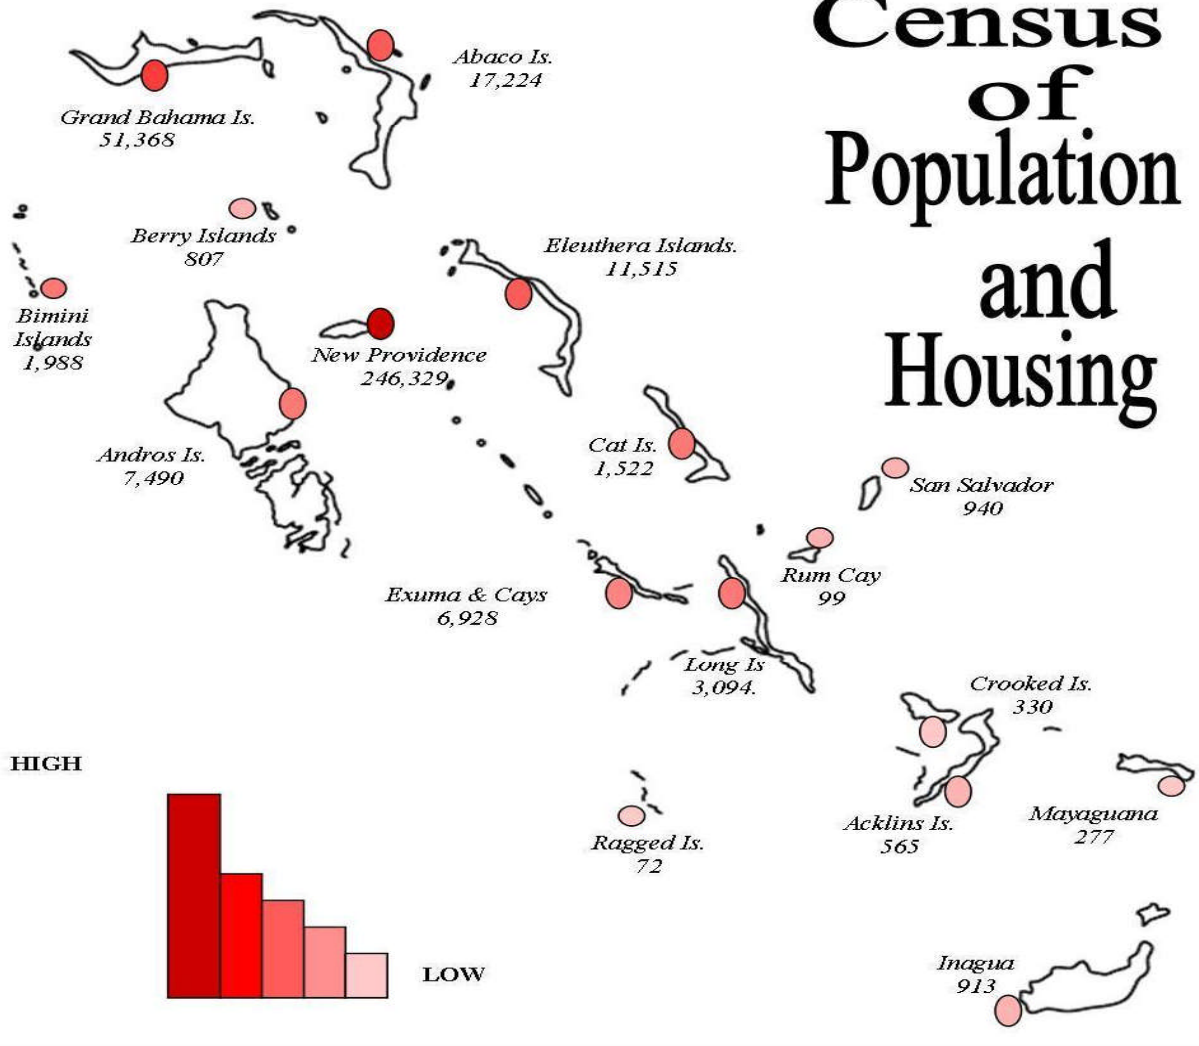 Census
of
Population
and
Housing
Abaco Is.
17,224
Grand Bahama Is.
51,368
Berry Islands
807
Eleuthera Islands.
11,515
Bimini
Islands
1,988
New Providence
246,329
Andros Is.
7,490
Cat Is.
1,522
San Salvador
940
Rum Cay
99
Exuma & Cays
6,928
Long Is
3,094.
Crooked Is.
330
Mayaguana
277
Acklins Is.
565
Ragged Is.
72
Inagua
913
HIGH
LOW